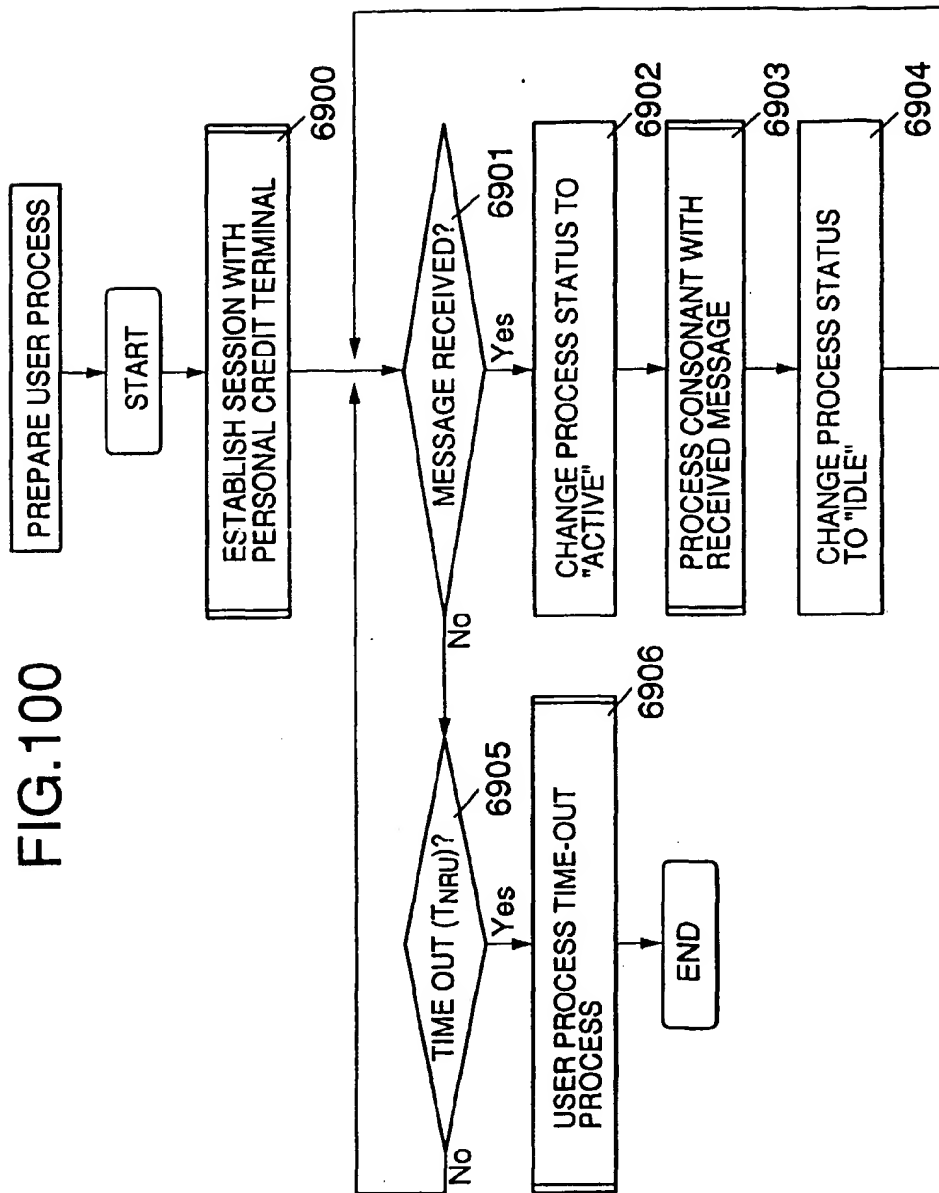 FIG.100
PREPARE USER PROCESS
START
ESTABLISH SESSION WITH
PERSONAL CREDIT TERMINAL
6900
MESSAGE RECEIVED?
6901
Yes
No
CHANGE PROCESS STATUS TO
"ACTIVE"
6902
PROCESS CONSONANT WITH
RECEIVED MESSAGE
6903
CHANGE PROCESS STATUS
TO "IDLE"
6904
TIME OUT (TNRU)?
6905
Yes
No
USER PROCESS TIME-OUT
PROCESS
6906
END